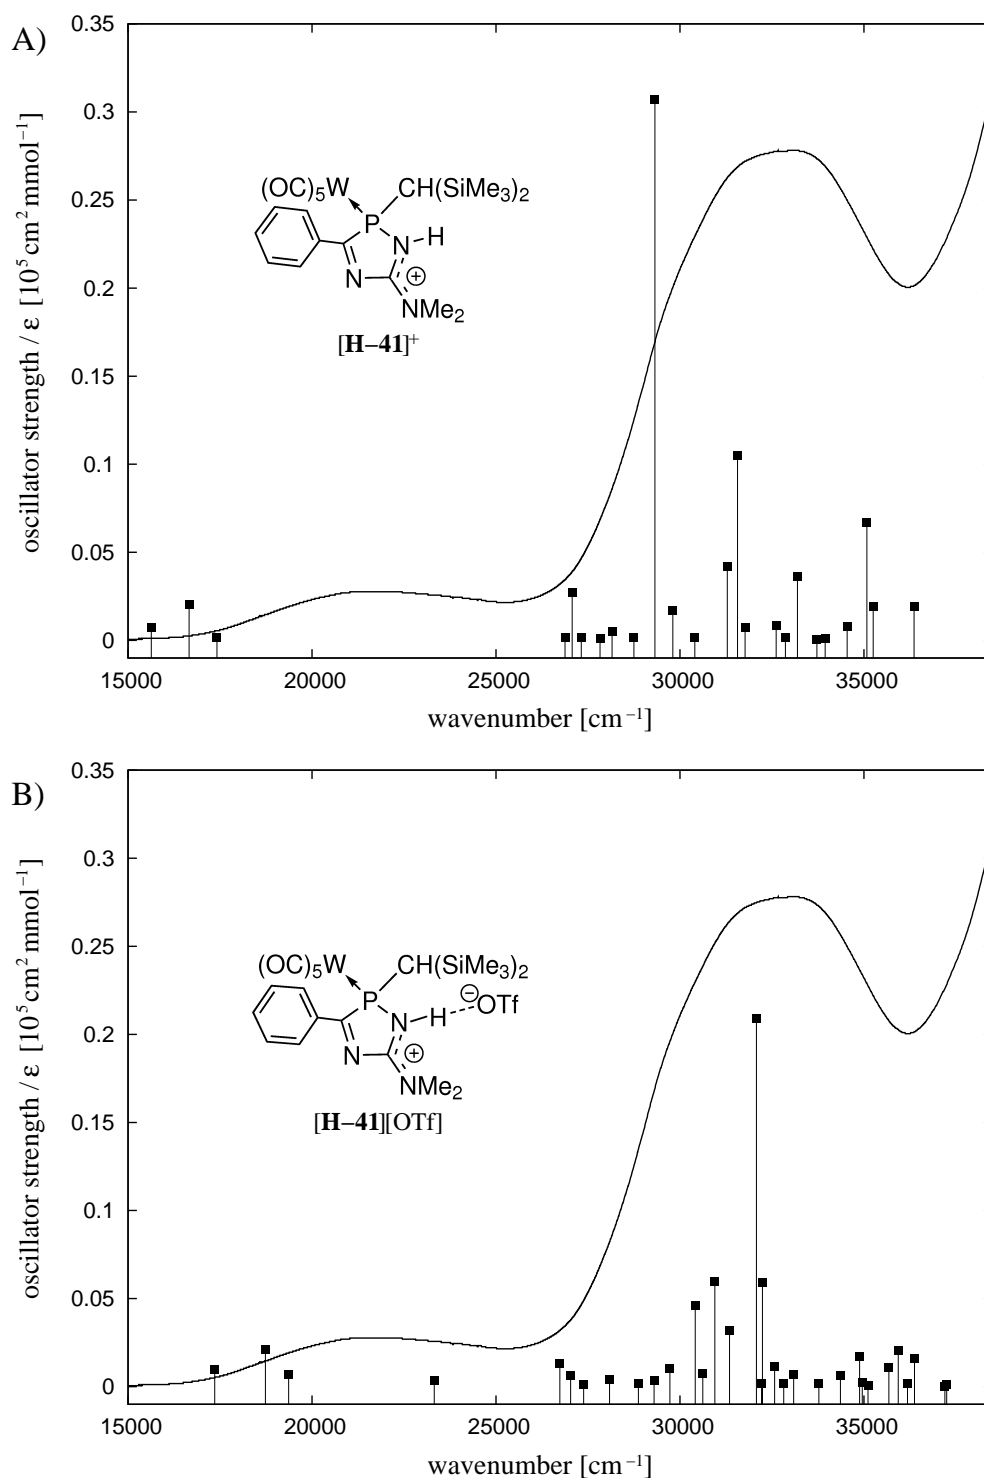 A)
0.35
0.3
0.25
0.2
0.15
0.1
0.05
0
oscillator strength / ε [10⁵ cm² mmol⁻¹]
(OC)₅W
CH(SiMe₃)₂
P
N
H
N
⊕
NMe₂
[H–41]⁺
15000 20000 25000 30000 35000
wavenumber [cm⁻¹]
B)
0.35
0.3
0.25
0.2
0.15
0.1
0.05
0
oscillator strength / ε [10⁵ cm² mmol⁻¹]
(OC)₅W
CH(SiMe₃)₂
P
⊖OTf
N
H
N
⊕
NMe₂
[H–41][OTf]
15000 20000 25000 30000 35000
wavenumber [cm⁻¹]